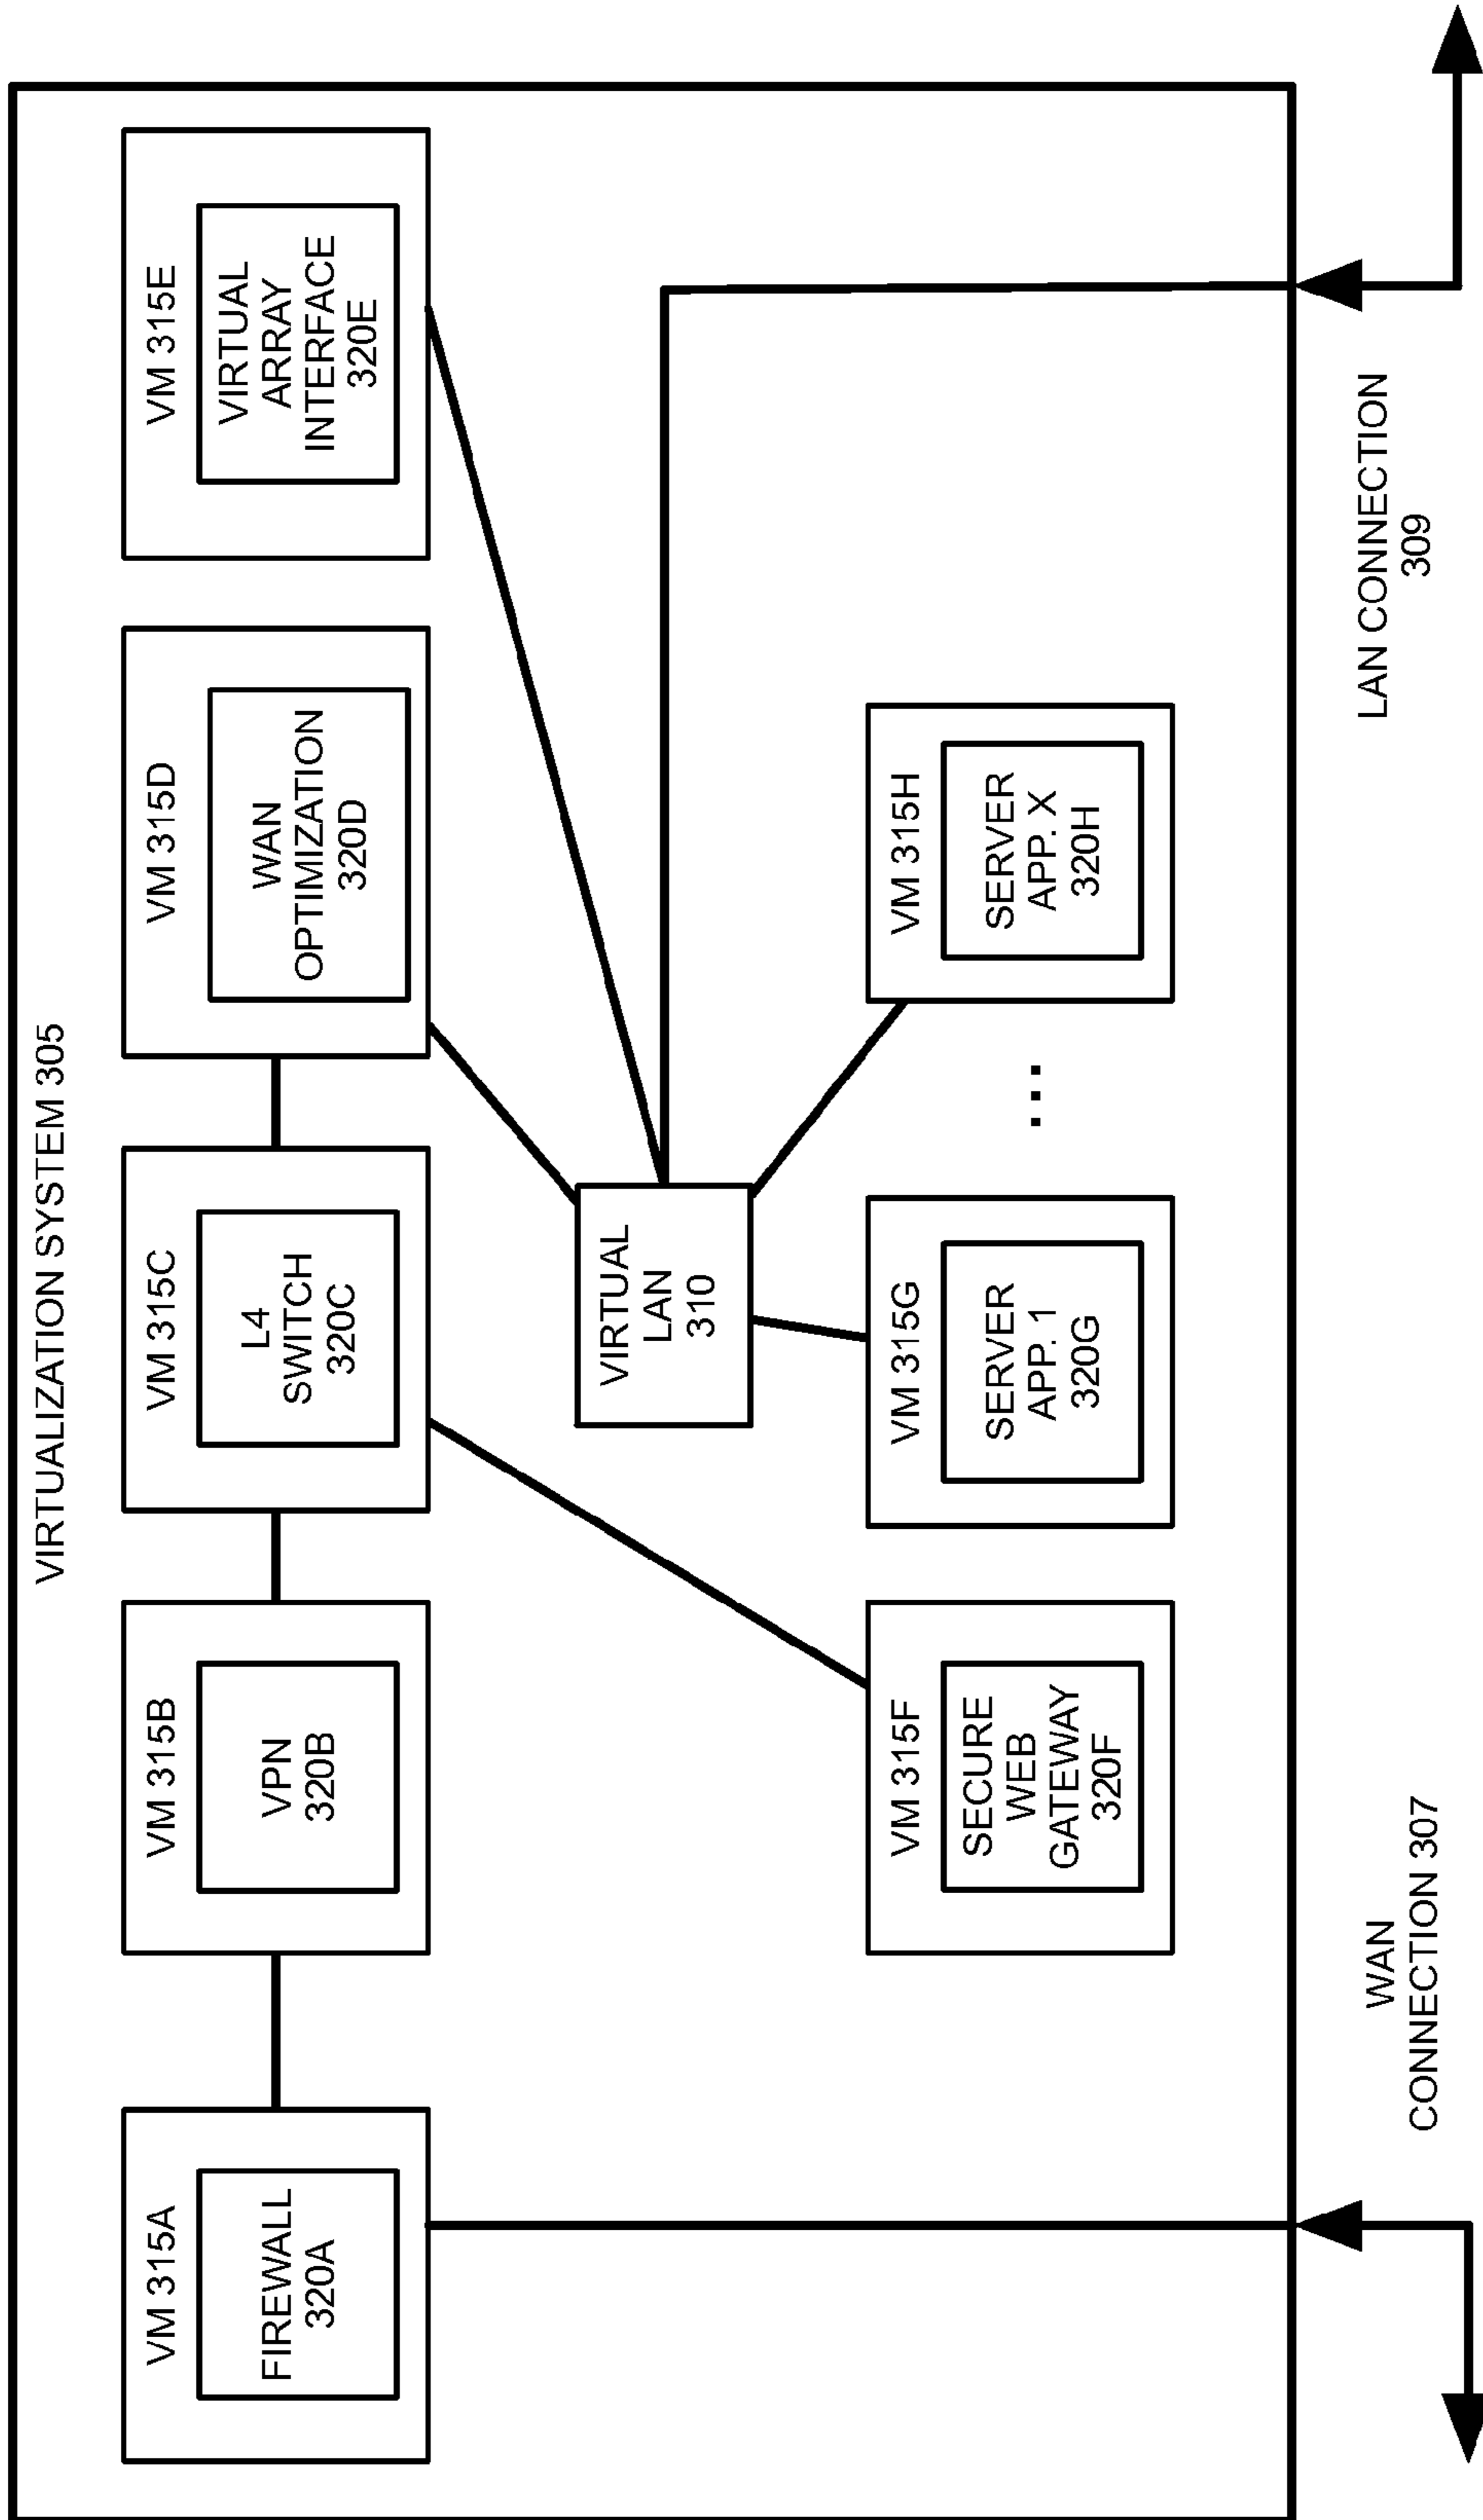 VIRTUALIZATION SYSTEM 305
VM 315A
FIREWALL
320A
VM 315B
VPN
320B
VM 315C
L4
SWITCH
320C
VM 315D
WAN
OPTIMIZATION
320D
VM 315E
VIRTUAL
ARRAY
INTERFACE
320E
VIRTUAL
LAN
310
VM 315F
SECURE
WEB
GATEWAY
320F
VM 315G
SERVER
APP. 1
320G
...
VM 315H
SERVER
APP. X
320H
WAN
CONNECTION 307
LAN CONNECTION
309